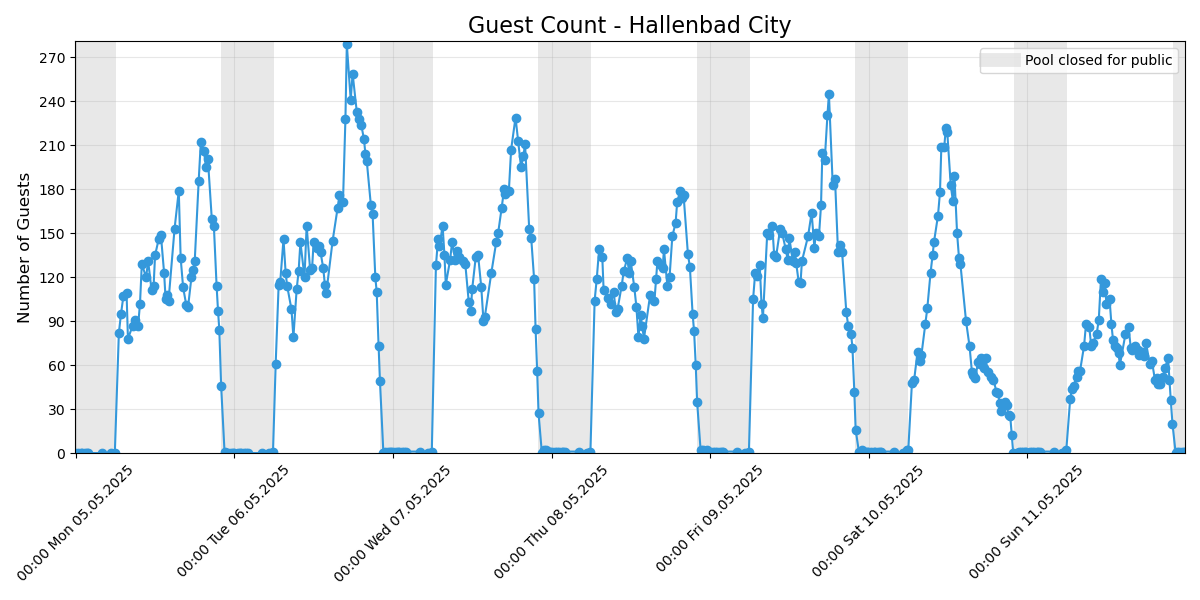 Guest Count - Hallenbad City
Pool closed for public
Number of Guests
270
240
210
180
150
120
90
60
30
0
00:00 Mon 05.05.2025
00:00 Tue 06.05.2025
00:00 Wed 07.05.2025
00:00 Thu 08.05.2025
00:00 Fri 09.05.2025
00:00 Sat 10.05.2025
00:00 Sun 11.05.2025